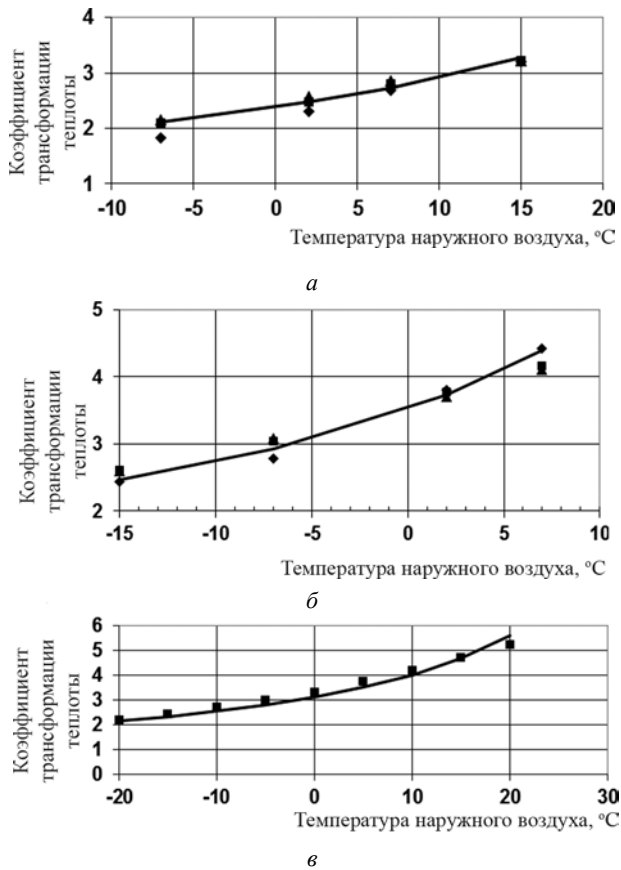 Коэффициент
трансформации
теплоты
4
3
2
1
-10 -5 0 5 10 15 20
Температура наружного воздуха, °C
а
Коэффициент
трансформации
теплоты
5
4
3
2
-15 -10 -5 0 5 10
Температура наружного воздуха, °C
б
Коэффициент
трансформации
теплоты
6
5
4
3
2
1
0
-20 -10 0 10 20 30
Температура наружного воздуха, °C
в